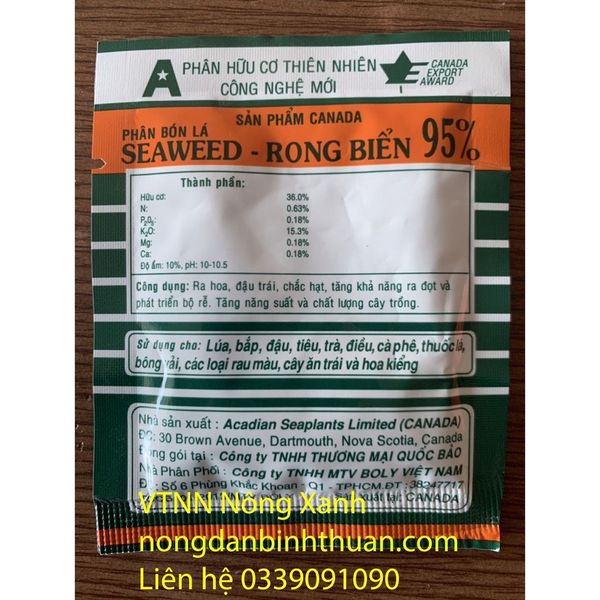 A PHÂN HỮU CƠ THIÊN NHIÊN
CÔNG NGHỆ MỚI
CANADA
EXPORT
AWARD
SẢN PHẨM CANADA
PHÂN BÓN LÁ
SEAWEED - RONG BIỂN 95%
Thành phần:
Hữu cơ: 36.0%
N: 0.63%
P₂O₅: 0.18%
K₂O: 15.3%
Mg: 0.18%
Ca: 0.18%
Độ ẩm: 10%, pH: 10-10.5
Công dụng: Ra hoa, đậu trái, chắc hạt, tăng khả năng ra đọt và
phát triển bộ rễ. Tăng năng suất và chất lượng cây trồng.
Sử dụng cho: Lúa, bắp, đậu, tiêu, trà, điều, cà phê, thuốc lá,
bông vải, các loại rau màu, cây ăn trái và hoa kiểng
Nhà sản xuất : Acadian Seaplants Limited (CANADA)
ĐC: 30 Brown Avenue, Dartmouth, Nova Scotia, Canada
Đóng gói tại : Công ty TNHH THƯƠNG MẠI QUỐC BẢO
Nhà Phân Phối : Công ty TNHH MTV BOLY VIỆT NAM
ĐC: Số 6 Phùng Khắc Khoan - Q1 - TPHCM.ĐT: 38247717
xuất tại: CANADA
VTNN Nông Xanh
nongdanbinhthuan.com
Liên hệ 0339091090